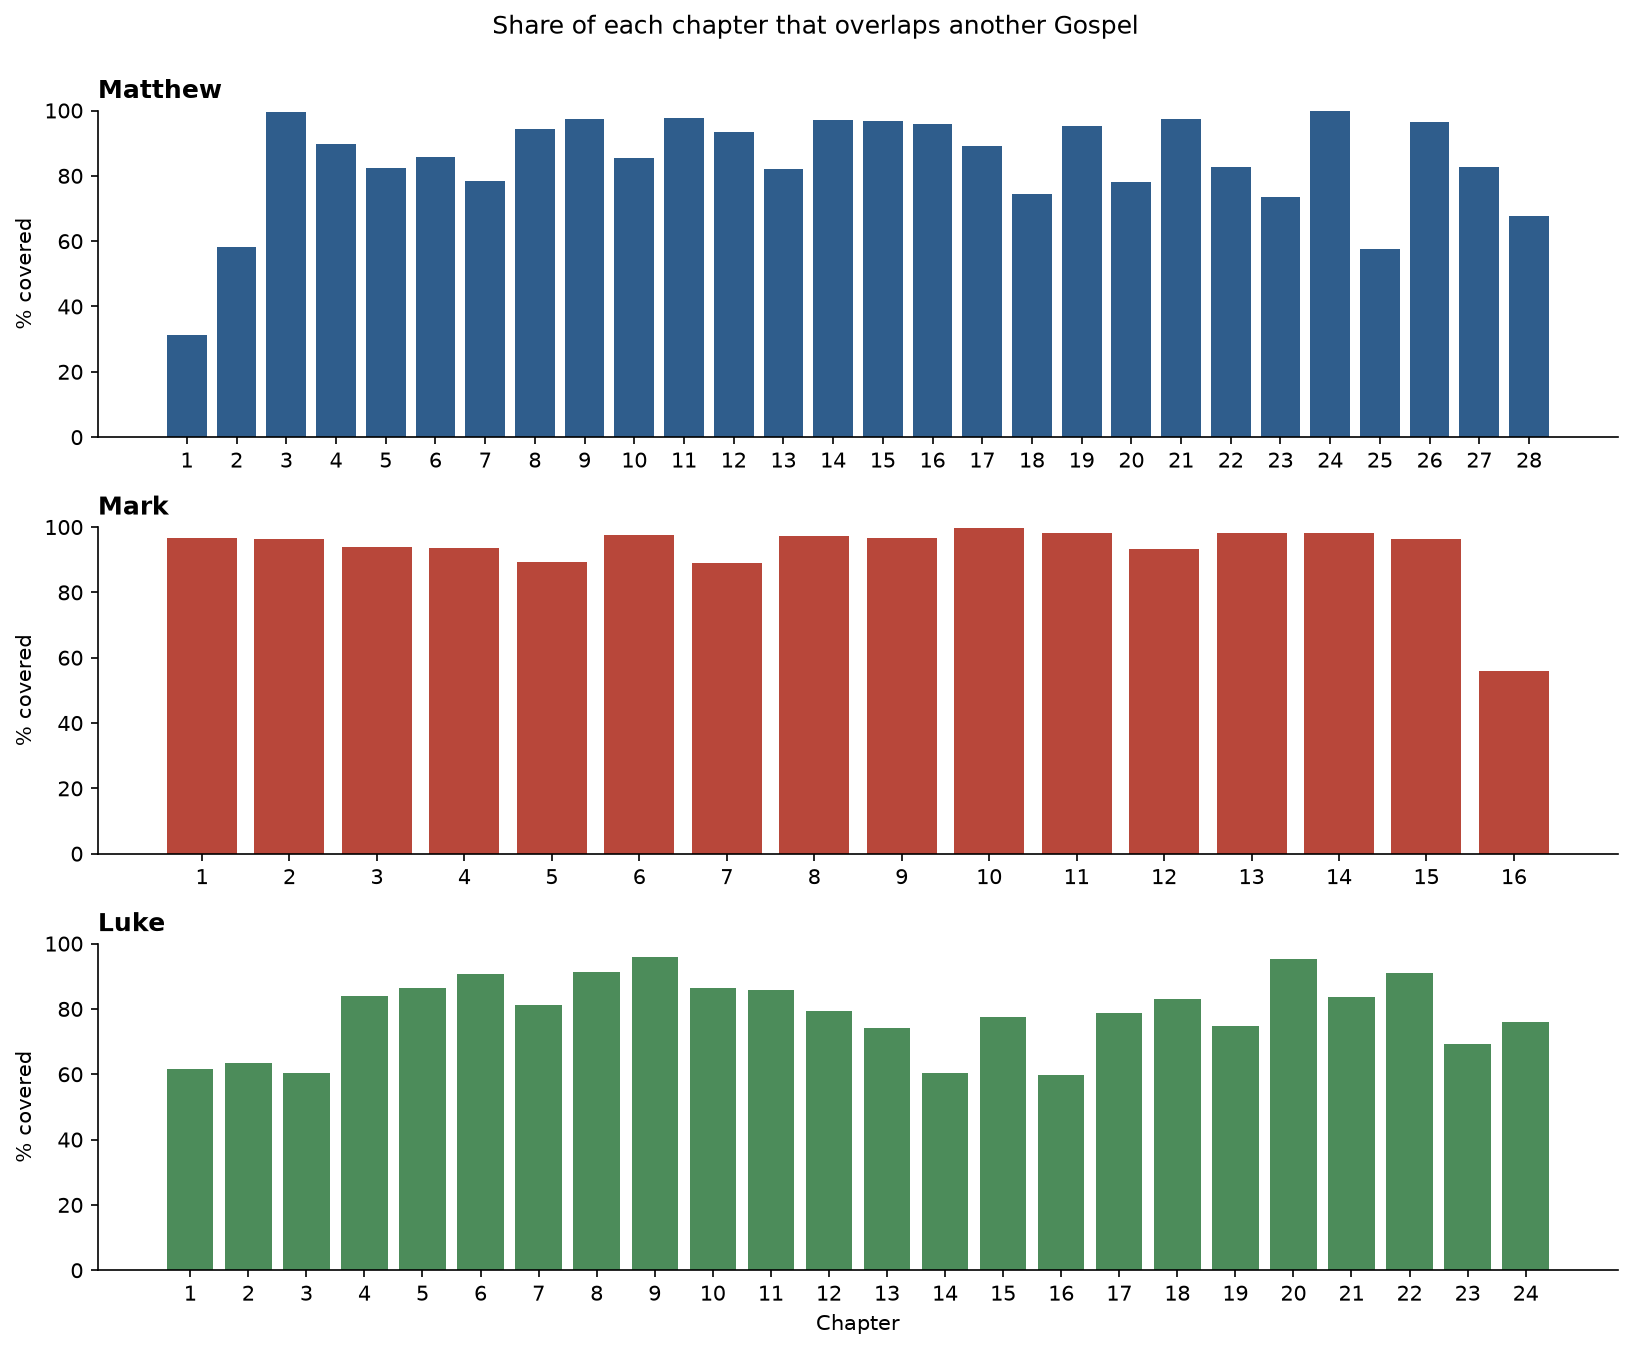 Share of each chapter that overlaps another Gospel
Matthew
% covered
100
80
60
40
20
0
1 2 3 4 5 6 7 8 9 10 11 12 13 14 15 16 17 18 19 20 21 22 23 24 25 26 27 28
Mark
% covered
100
80
60
40
20
0
1 2 3 4 5 6 7 8 9 10 11 12 13 14 15 16
Luke
% covered
100
80
60
40
20
0
1 2 3 4 5 6 7 8 9 10 11 12 13 14 15 16 17 18 19 20 21 22 23 24
Chapter